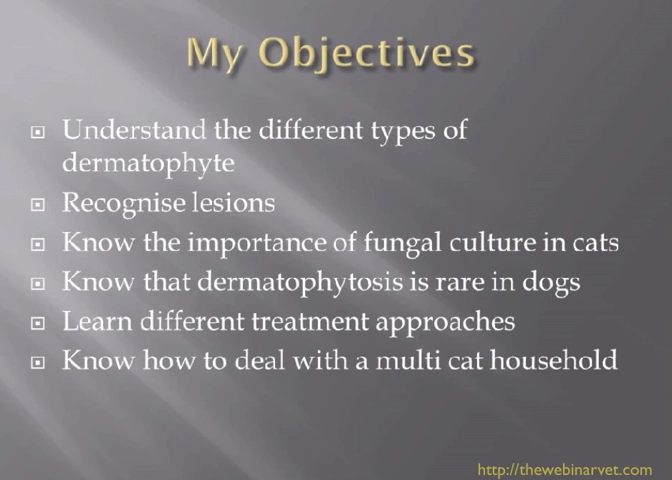 My Objectives
Understand the different types of
dermatophyte
Recognise lesions
Know the importance of fungal culture in cats
Know that dermatophytosis is rare in dogs
Learn different treatment approaches
Know how to deal with a multi cat household
http://thewebinarvet.com